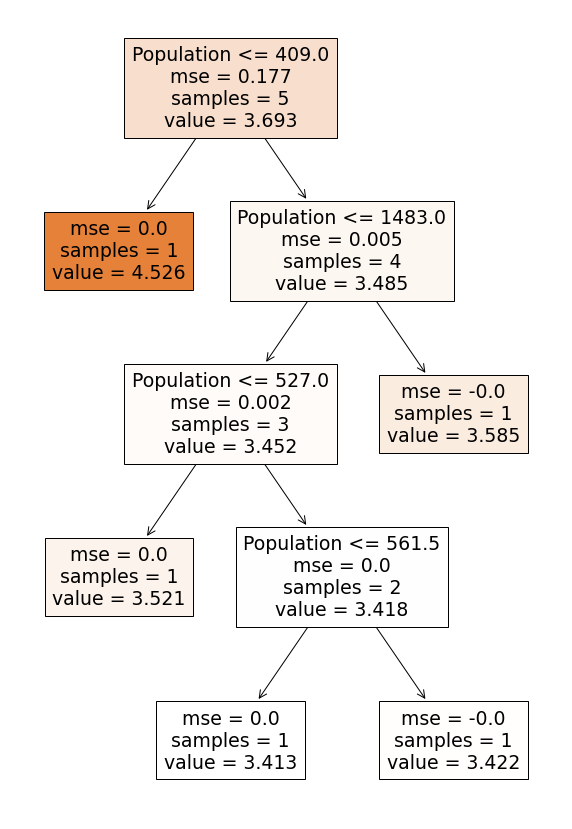 Population <= 409.0
mse = 0.177
samples = 5
value = 3.693
mse = 0.0
samples = 1
value = 4.526
Population <= 1483.0
mse = 0.005
samples = 4
value = 3.485
Population <= 527.0
mse = 0.002
samples = 3
value = 3.452
mse = -0.0
samples = 1
value = 3.585
mse = 0.0
samples = 1
value = 3.521
Population <= 561.5
mse = 0.0
samples = 2
value = 3.418
mse = 0.0
samples = 1
value = 3.413
mse = -0.0
samples = 1
value = 3.422